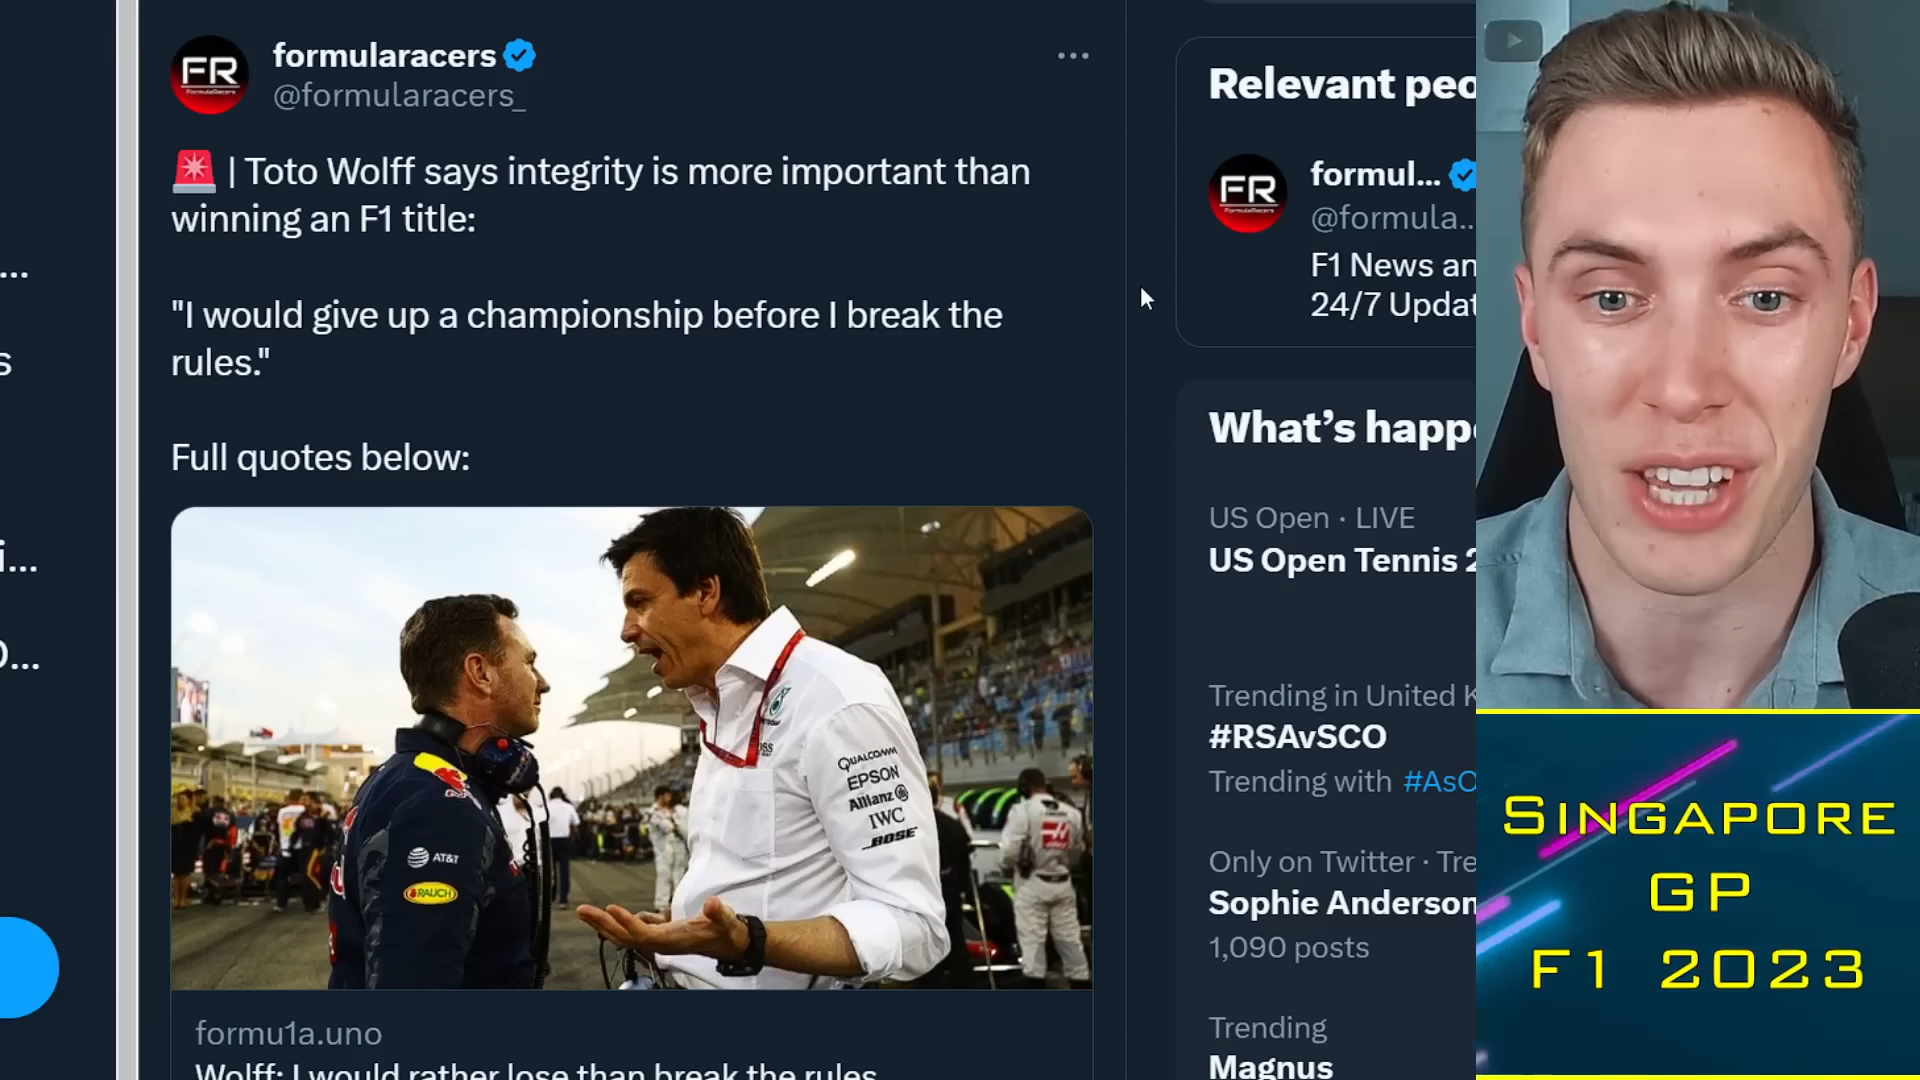 ...
s
i...
O...
FR
FormulaRacers
formularacers
@formularacers_
...
🚨 | Toto Wolff says integrity is more important than
winning an F1 title:
"I would give up a championship before I break the
rules."
Full quotes below:
QUALCOMM
EPSON
Allianz
IWC
BOSE
AT&T
RAUCH
formu1a.uno
Wolff: I would rather lose than break the rules
Relevant peo
FR
FormulaRacers
formul...
@formula...
F1 News an
24/7 Updat
What's happe
US Open · LIVE
US Open Tennis 2
Trending in United K
#RSAvSCO
Trending with #AsO
Only on Twitter · Tre
Sophie Anderson
1,090 posts
Trending
Magnus
SINGAPORE
GP
F1 2023